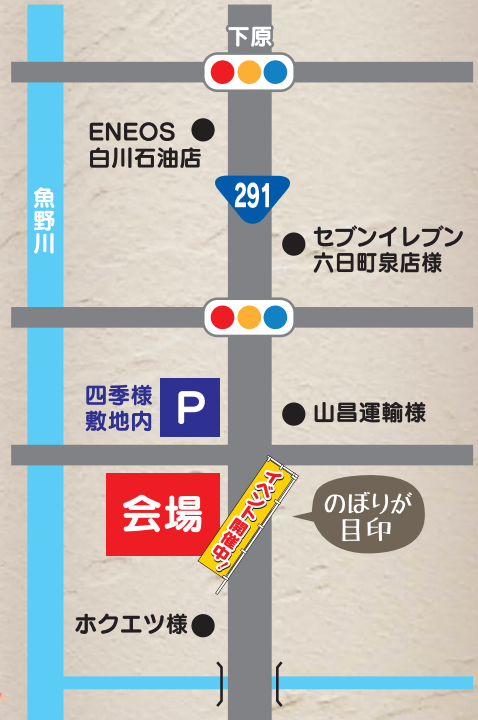 下原
ENEOS
白川石油店
291
魚野川
セブンイレブン
六日町泉店様
四季様
敷地内
P
山昌運輸様
会場
イベント開催中!
のぼりが
目印
ホクエツ様